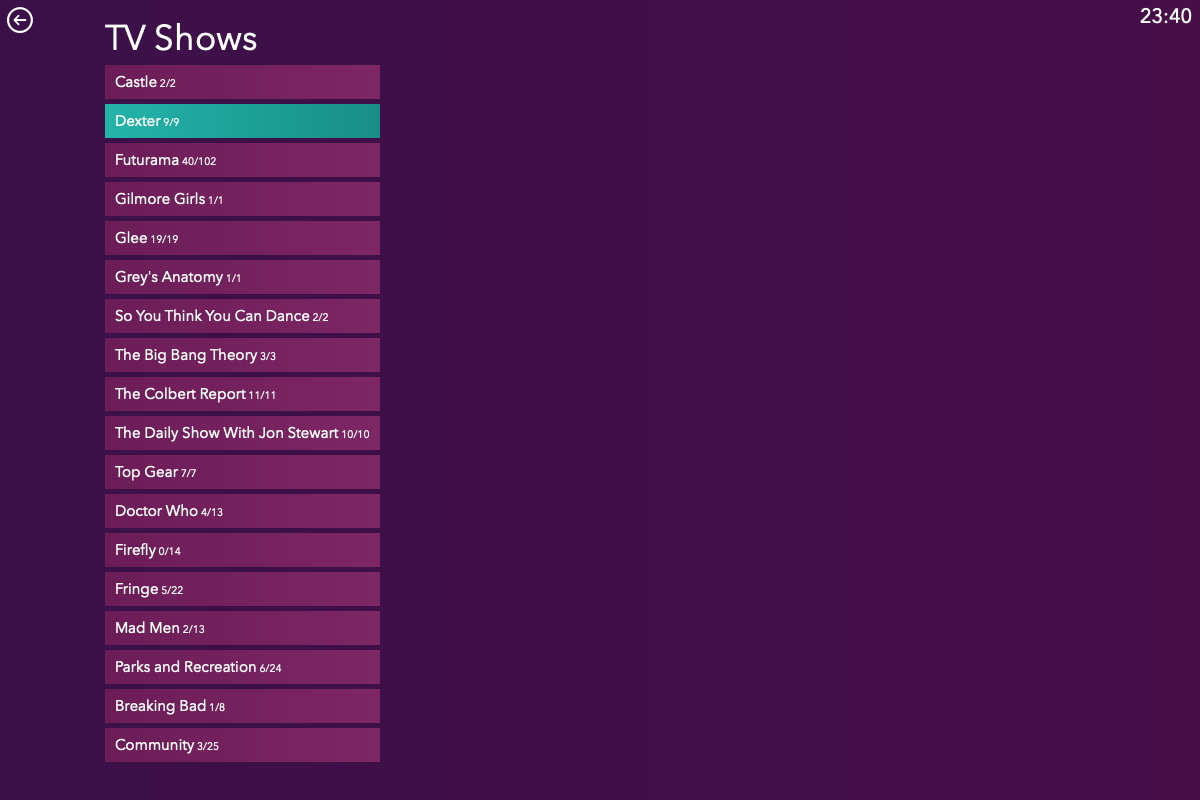 23:40
TV Shows
Castle 2/2
Dexter 9/9
Futurama 40/102
Gilmore Girls 1/1
Glee 19/19
Grey's Anatomy 1/1
So You Think You Can Dance 2/2
The Big Bang Theory 3/3
The Colbert Report 11/11
The Daily Show With Jon Stewart 10/10
Top Gear 7/7
Doctor Who 4/13
Firefly 0/14
Fringe 5/22
Mad Men 2/13
Parks and Recreation 6/24
Breaking Bad 1/8
Community 3/25